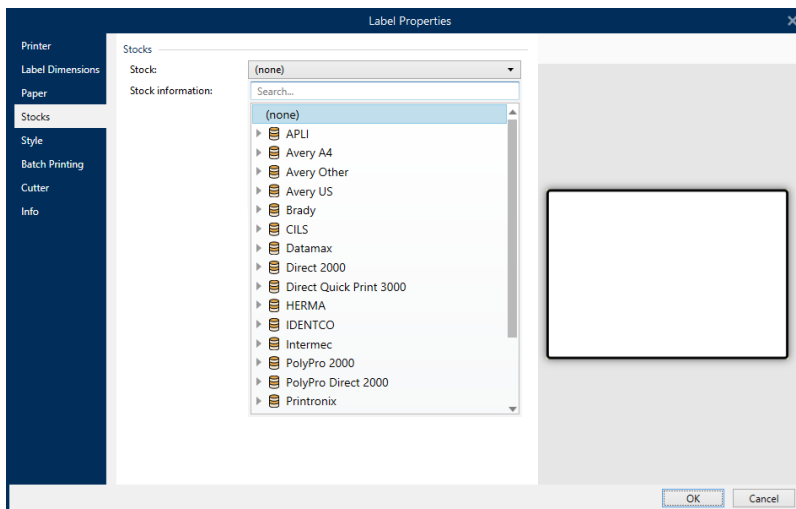 Label Properties
Printer
Label Dimensions
Paper
Stocks
Style
Batch Printing
Cutter
Info
Stocks
Stock: (none)
Stock information: Search...
(none)
APLI
Avery A4
Avery Other
Avery US
Brady
CILS
Datamax
Direct 2000
Direct Quick Print 3000
HERMA
IDENTCO
Intermec
PolyPro 2000
PolyPro Direct 2000
Printronix
OK Cancel